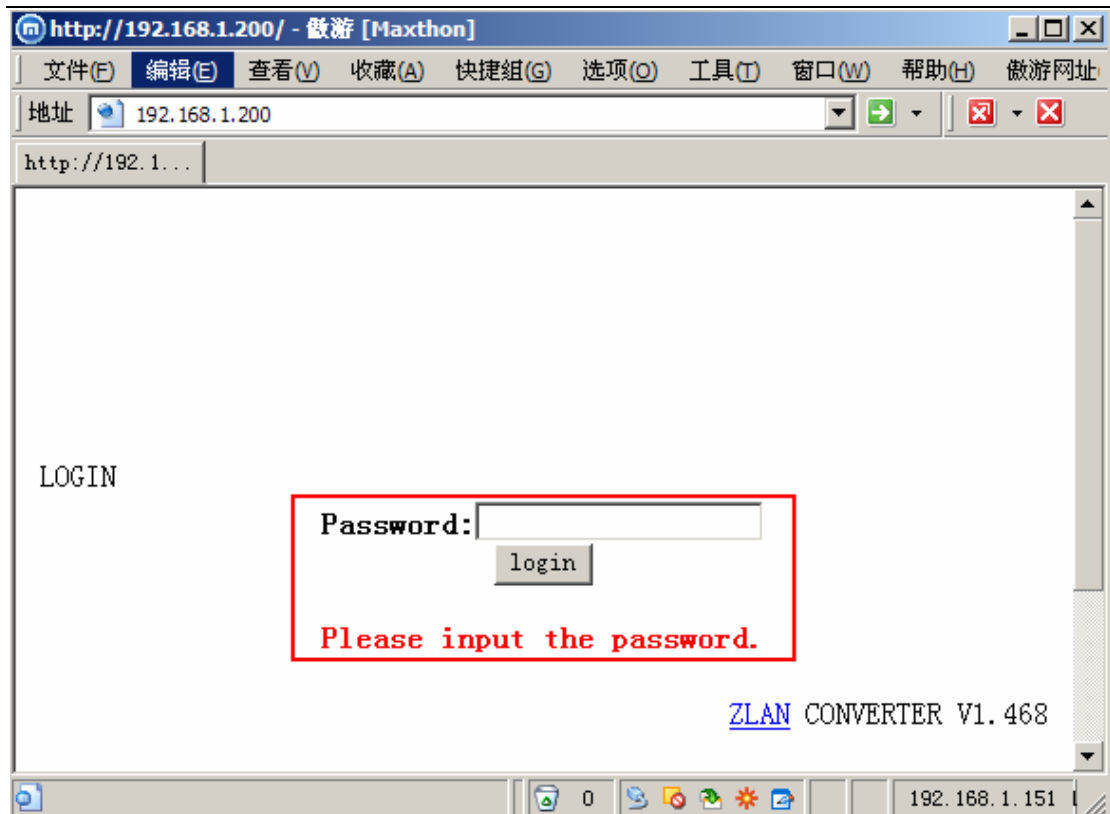 http://192.168.1.200/ - 傲游 [Maxthon]
文件(F) 编辑(E) 查看(V) 收藏(A) 快捷组(G) 选项(O) 工具(T) 窗口(W) 帮助(H) 傲游网址
地址 192.168.1.200
http://192.1...
LOGIN
Password:
login
Please input the password.
ZLAN CONVERTER V1.468
0 192.168.1.151